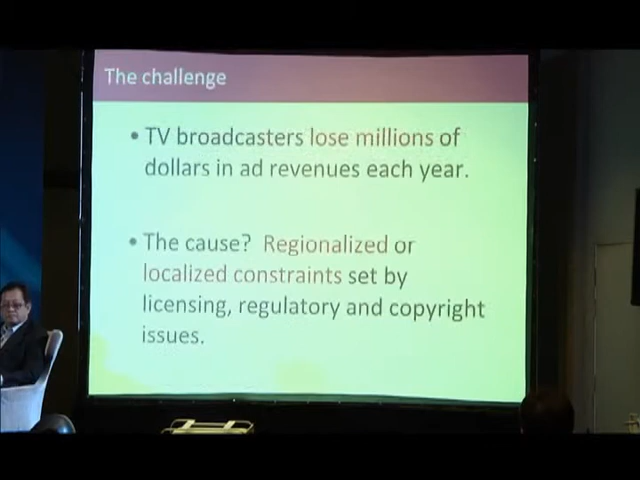 The challenge
• TV broadcasters lose millions of
dollars in ad revenues each year.
• The cause? Regionalized or
localized constraints set by
licensing, regulatory and copyright
issues.